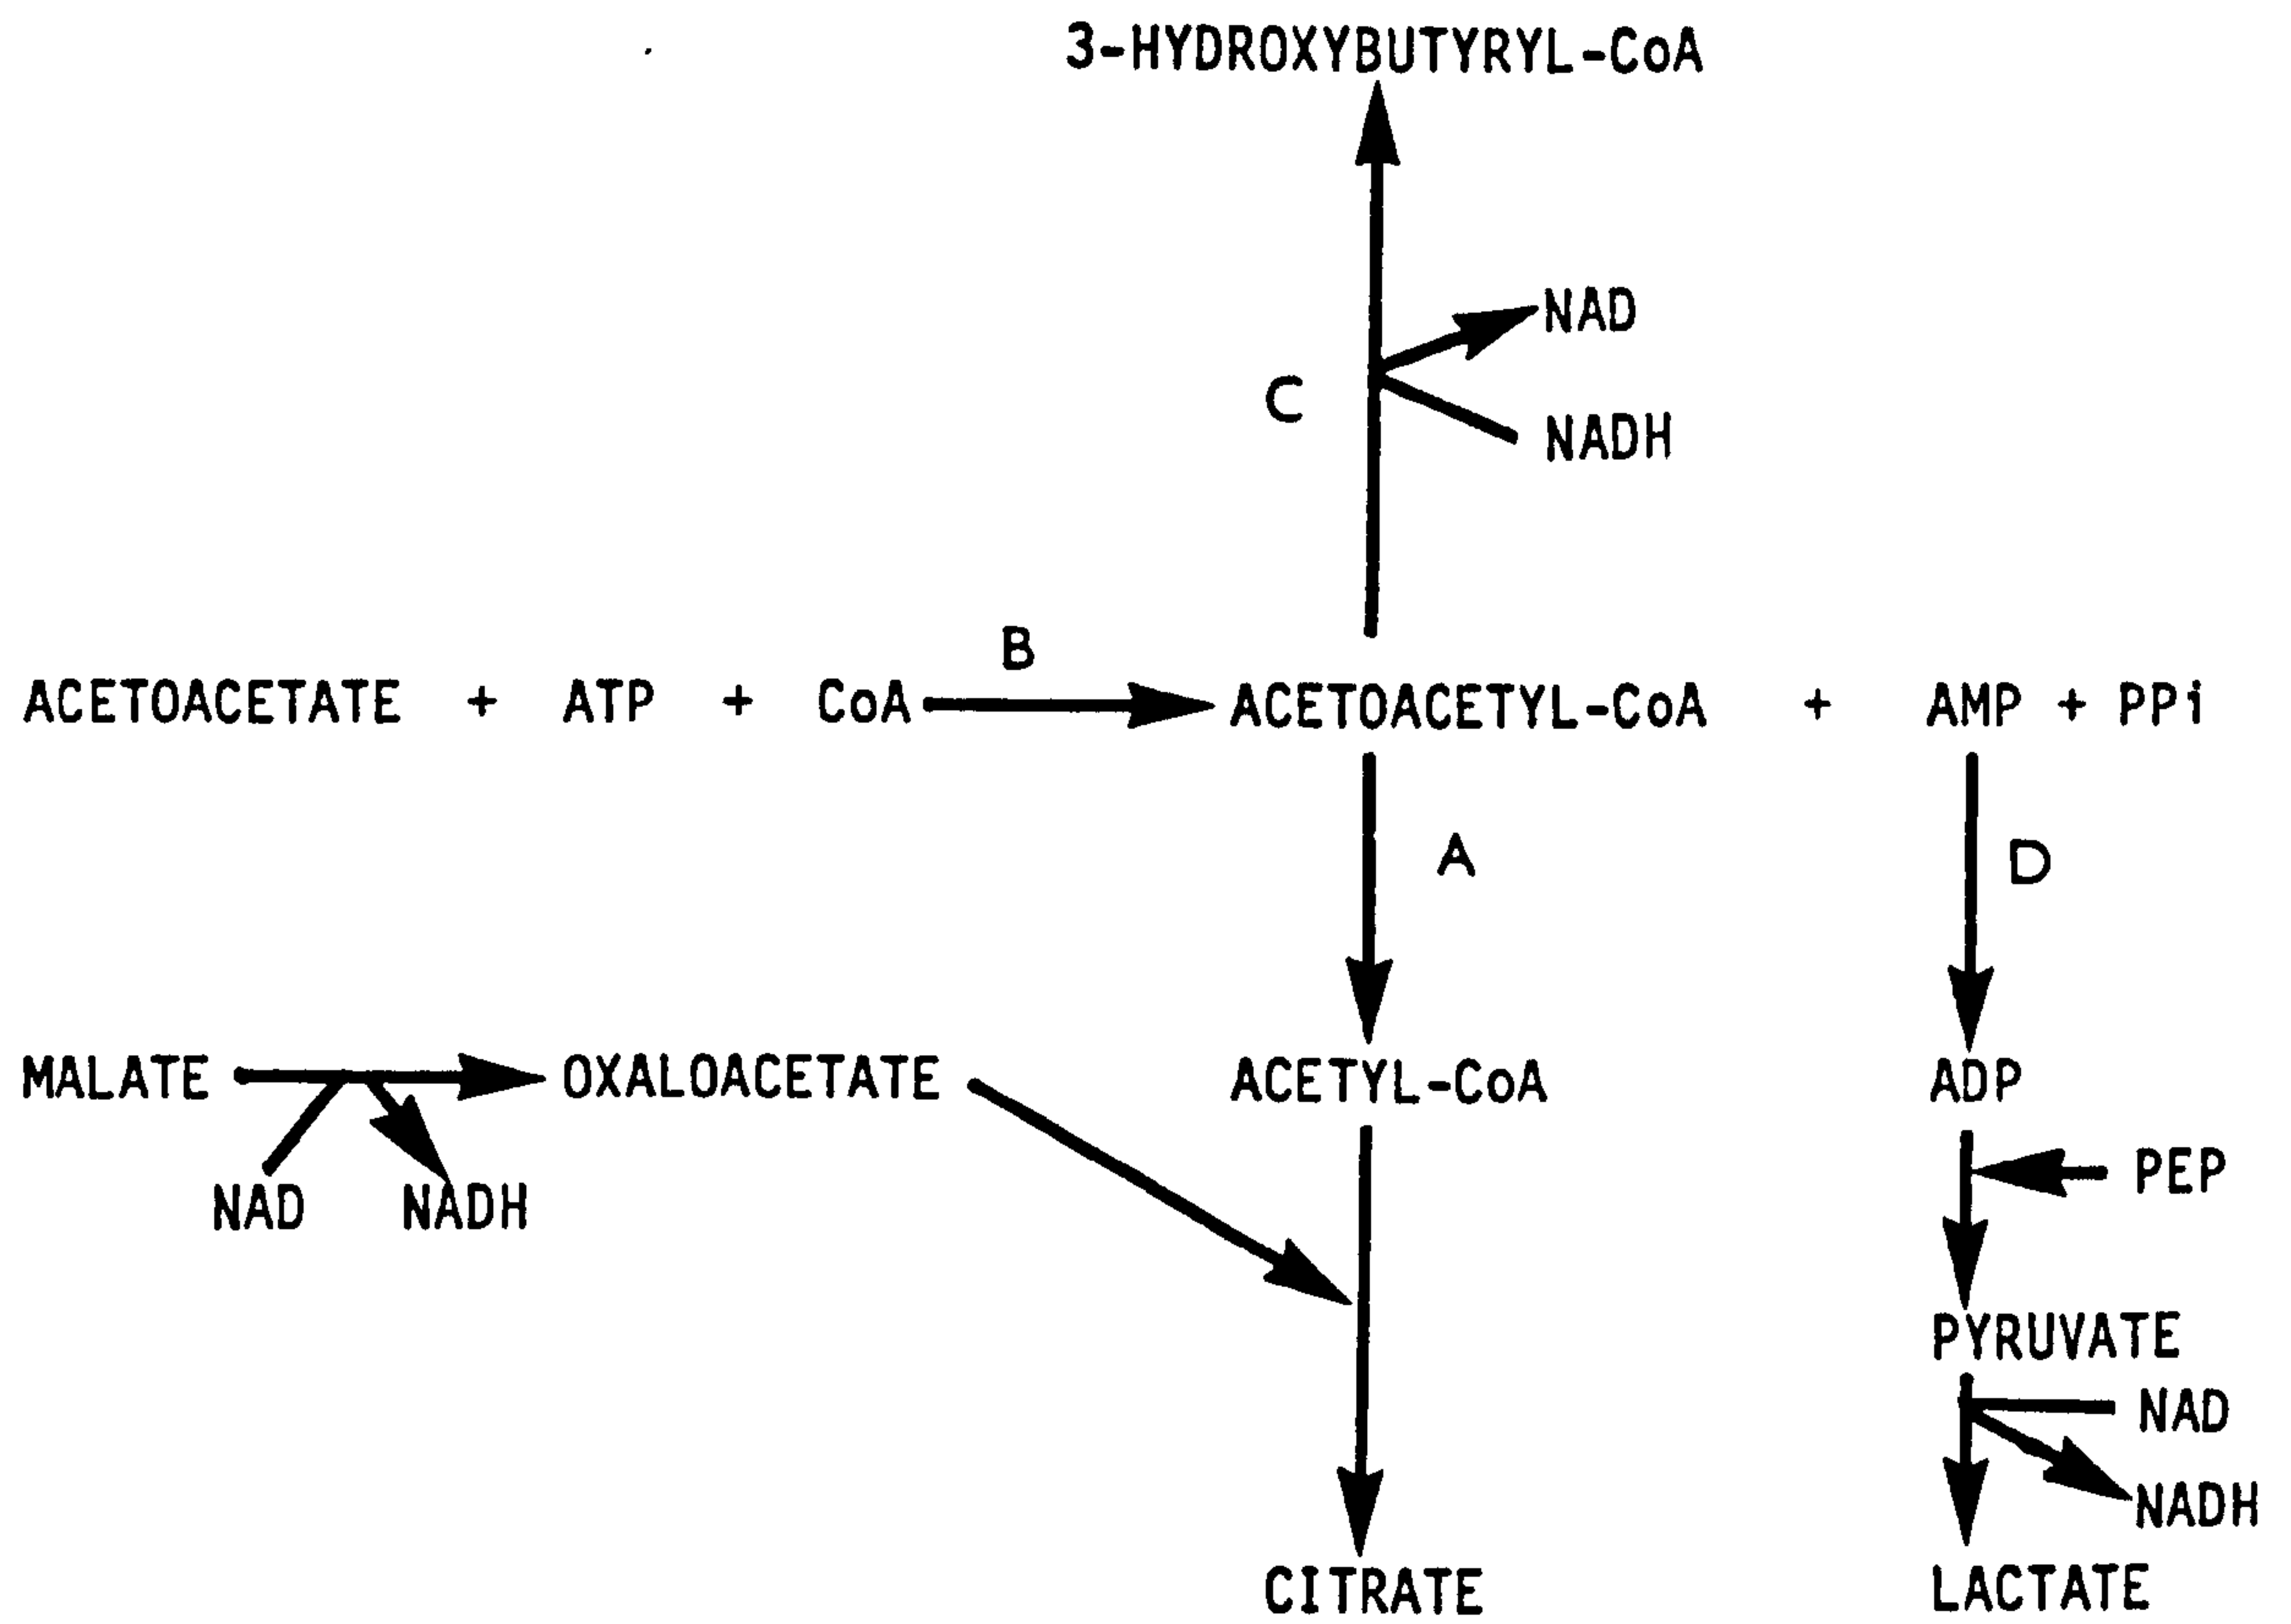 3-HYDROXYBUTYRYL-CoA
NAD
C
NADH
B
ACETOACETATE + ATP + CoA ACETOACETYL-CoA + AMP + PPi
A
D
MALATE OXALOACETATE ACETYL-CoA ADP
PEP
NAD NADH
PYRUVATE
NAD
NADH
CITRATE LACTATE